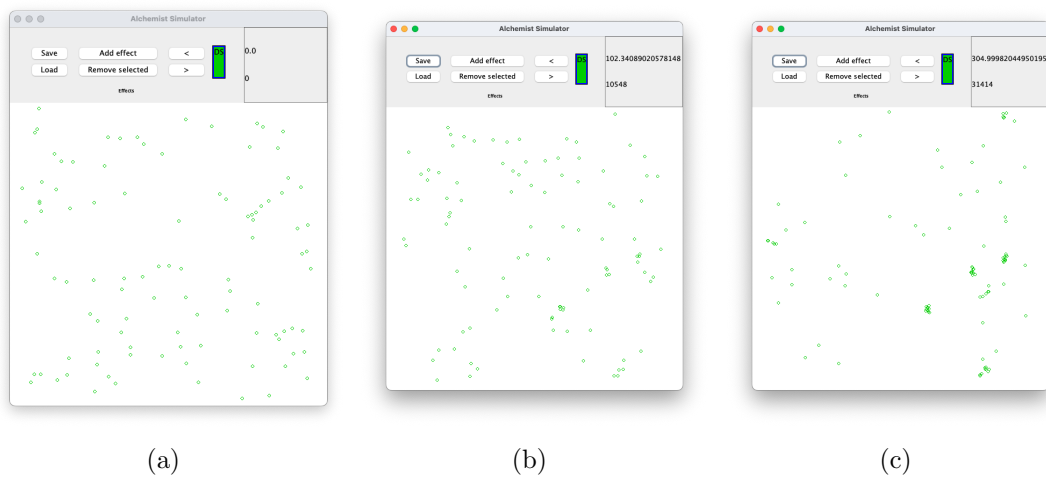 Alchemist Simulator
Save Add effect < DS 0.0
Load Remove selected > 0
Effects
Alchemist Simulator
Save Add effect < DS 102.34089020578148
Load Remove selected > 10548
Effects
Alchemist Simulator
Save Add effect < DS 304.99982044950195
Load Remove selected > 31414
Effects
(a) (b) (c)